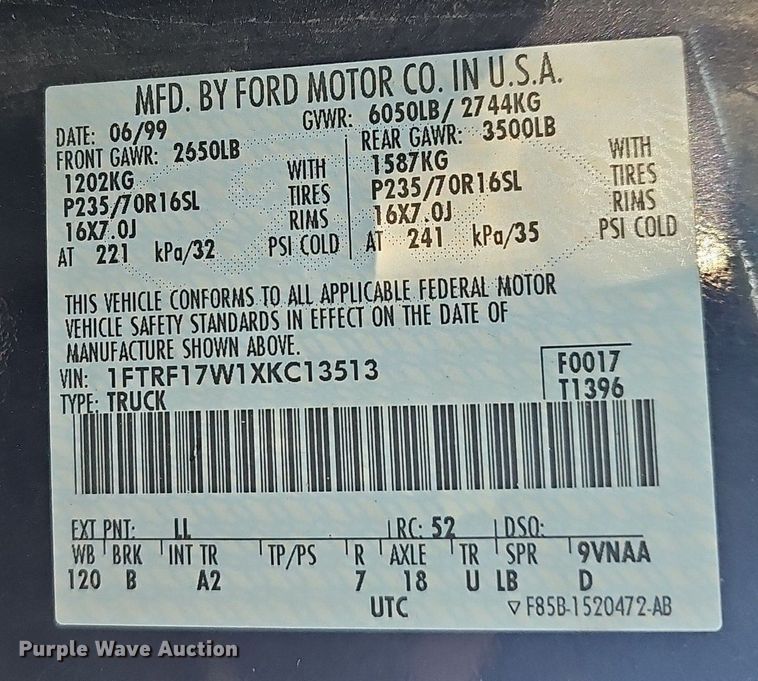 MFD. BY FORD MOTOR CO. IN U.S.A.
DATE: 06/99 GVWR: 6050LB/ 2744KG
FRONT GAWR: 2650LB REAR GAWR: 3500LB
1202KG WITH 1587KG WITH
P235/70R16SL TIRES P235/70R16SL TIRES
16X7.0J RIMS 16X7.0J RIMS
AT 221 kPa/32 PSI COLD AT 241 kPa/35 PSI COLD
THIS VEHICLE CONFORMS TO ALL APPLICABLE FEDERAL MOTOR
VEHICLE SAFETY STANDARDS IN EFFECT ON THE DATE OF
MANUFACTURE SHOWN ABOVE.
VIN: 1FTRF17W1XKC13513 F0017
TYPE: TRUCK T1396
EXT PNT: LL RC: 52 DSO:
WB BRK INT TR TP/PS R AXLE TR SPR 9VNAA
120 B A2 7 18 U LB D
UTC ▽ F85B-1520472-AB
Purple Wave Auction